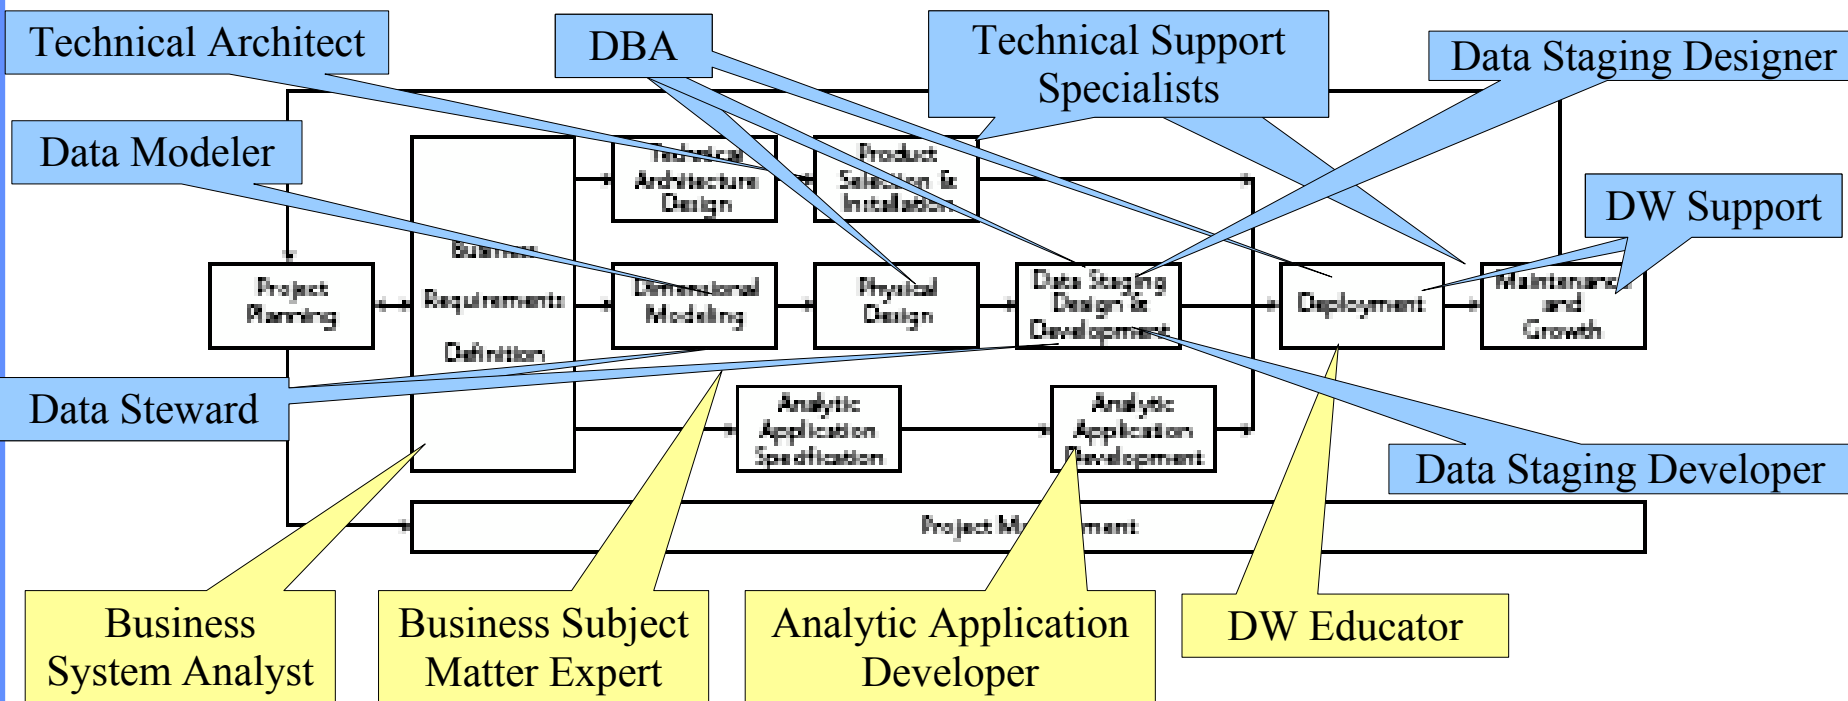 Technical Architect
DBA
Technical Support
Specialists
Data Staging Designer
Data Modeler
Technical
Architecture
Design
Product
Selection &
Installation
DW Support
Business
Requirements
Definition
Project
Planning
Dimensional
Modeling
Physical
Design
Data Staging
Design &
Development
Deployment
Maintenance
and
Growth
Data Steward
Analytic
Application
Specification
Analytic
Application
Development
Data Staging Developer
Project M ment
Business
System Analyst
Business Subject
Matter Expert
Analytic Application
Developer
DW Educator